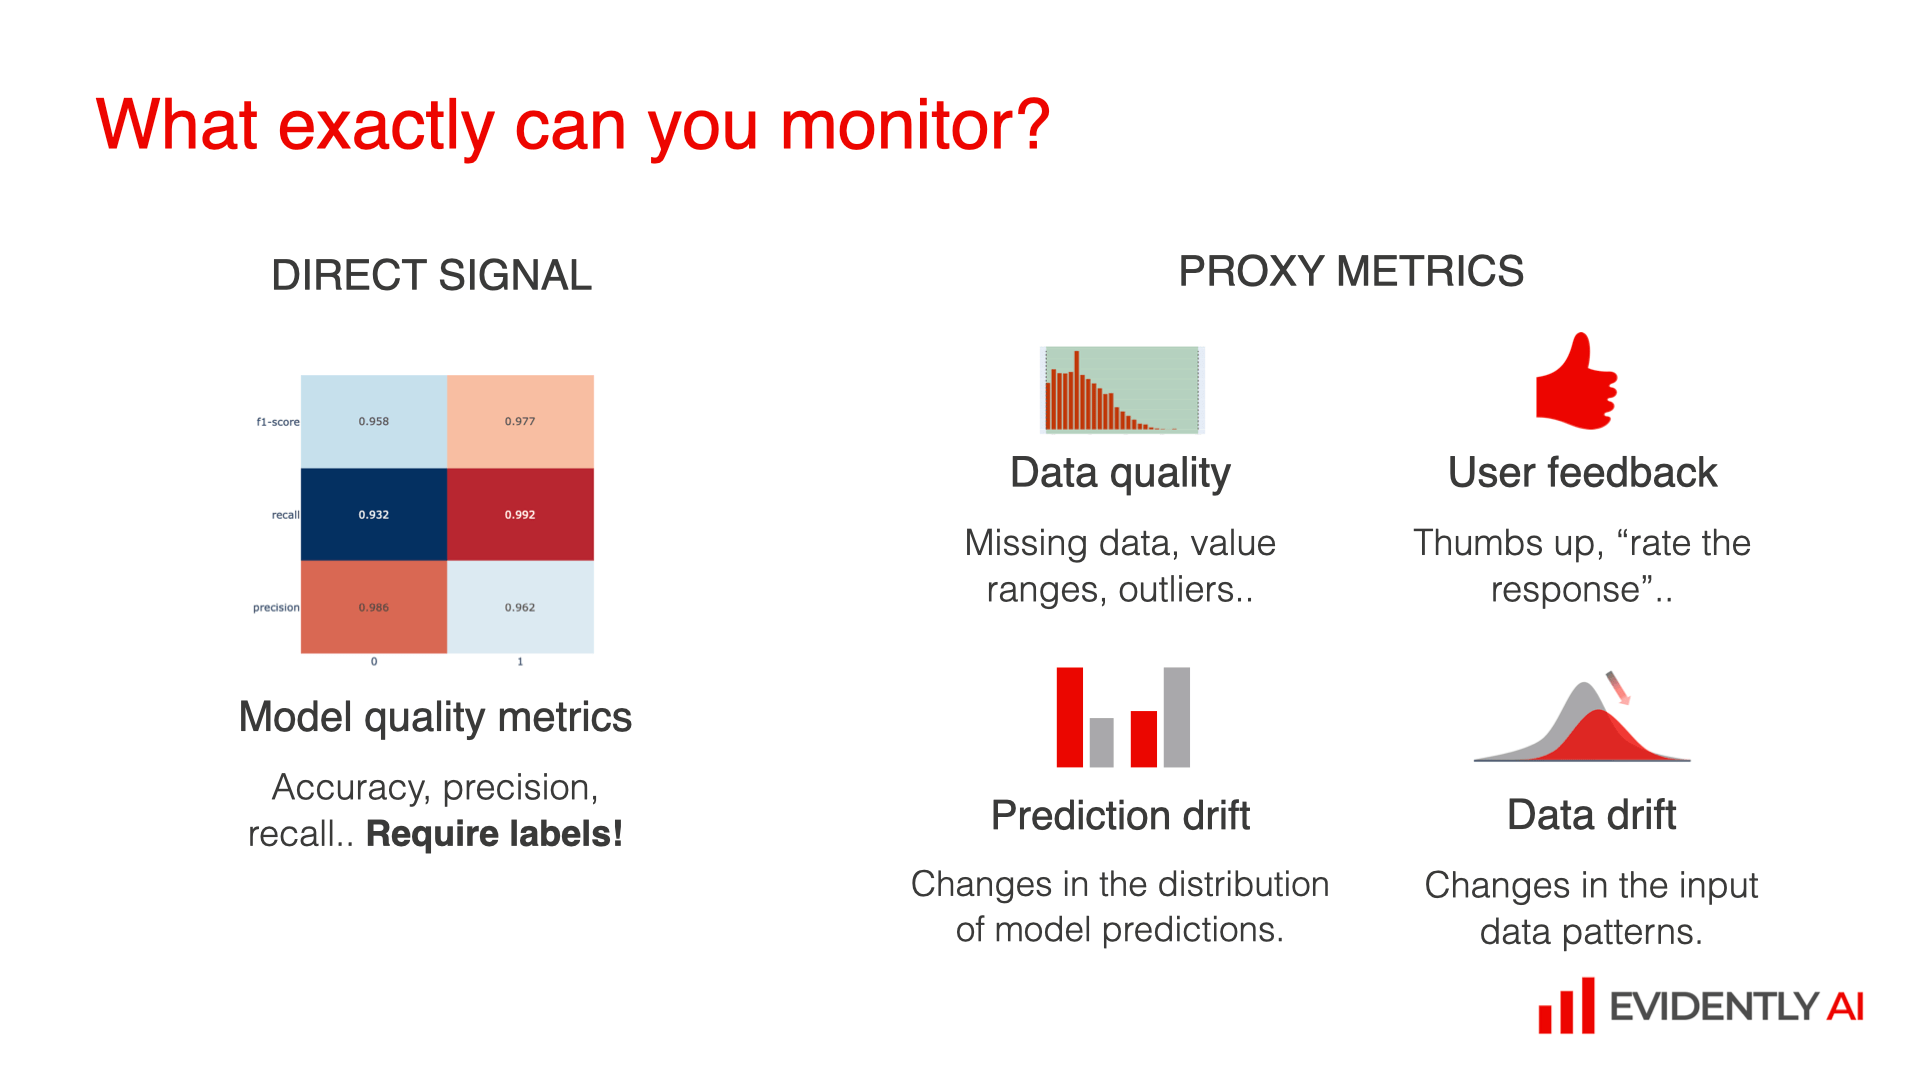 What exactly can you monitor?
DIRECT SIGNAL
f1-score
0.958
0.977
recall
0.932
0.992
precision
0.986
0.962
0
1
Model quality metrics
Accuracy, precision,
recall.. Require labels!
PROXY METRICS
Data quality
Missing data, value
ranges, outliers..
User feedback
Thumbs up, “rate the
response”..
Prediction drift
Changes in the distribution
of model predictions.
Data drift
Changes in the input
data patterns.
EVIDENTLY AI